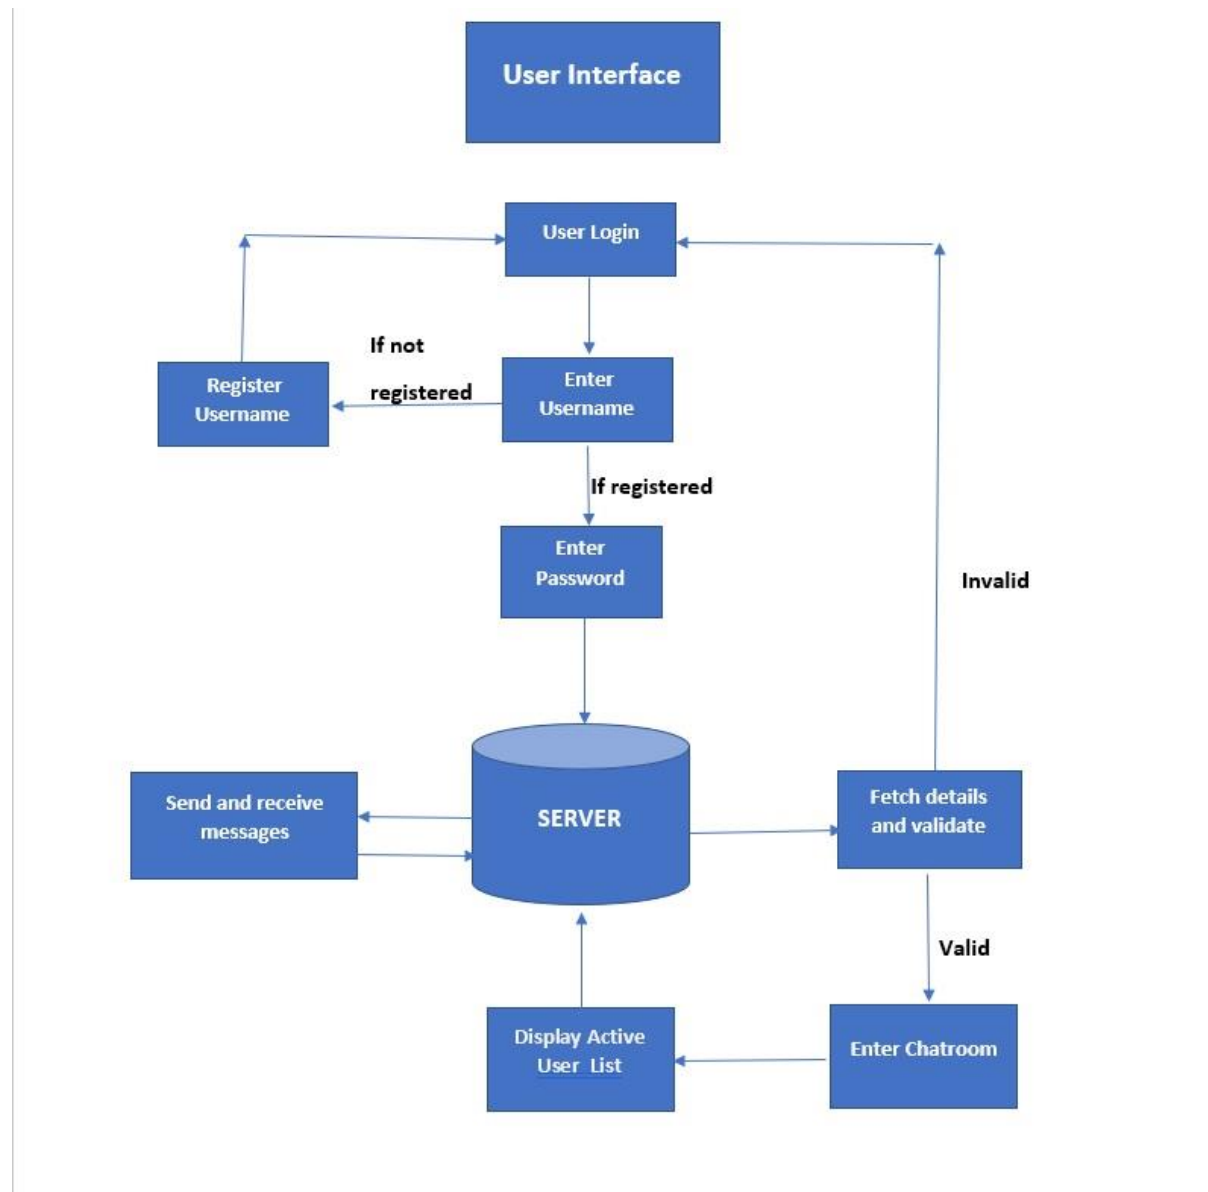 User Interface
User Login
If not
registered
Register
Username
Enter
Username
If registered
Enter
Password
Invalid
Send and receive
messages
SERVER
Fetch details
and validate
Valid
Display Active
User  List
Enter Chatroom